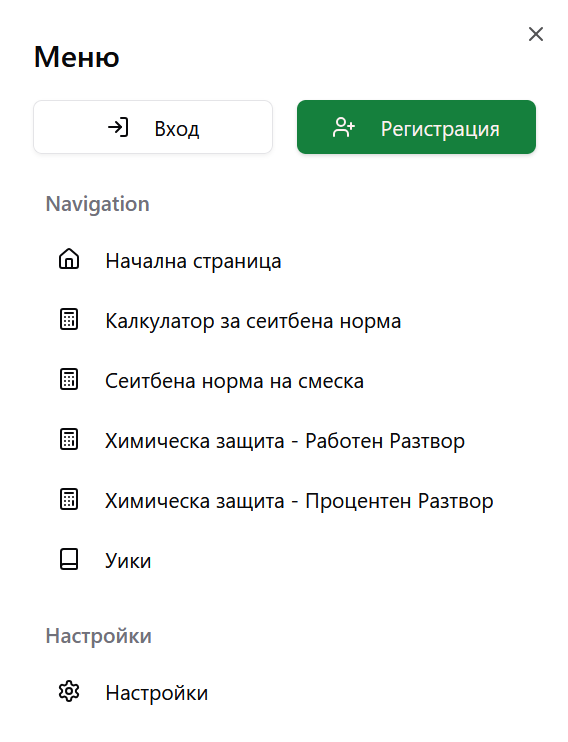 Меню
Вход
Регистрация
Navigation
Начална страница
Калкулатор за сеитбена норма
Сеитбена норма на смеска
Химическа защита - Работен Разтвор
Химическа защита - Процентен Разтвор
Уики
Настройки
Настройки